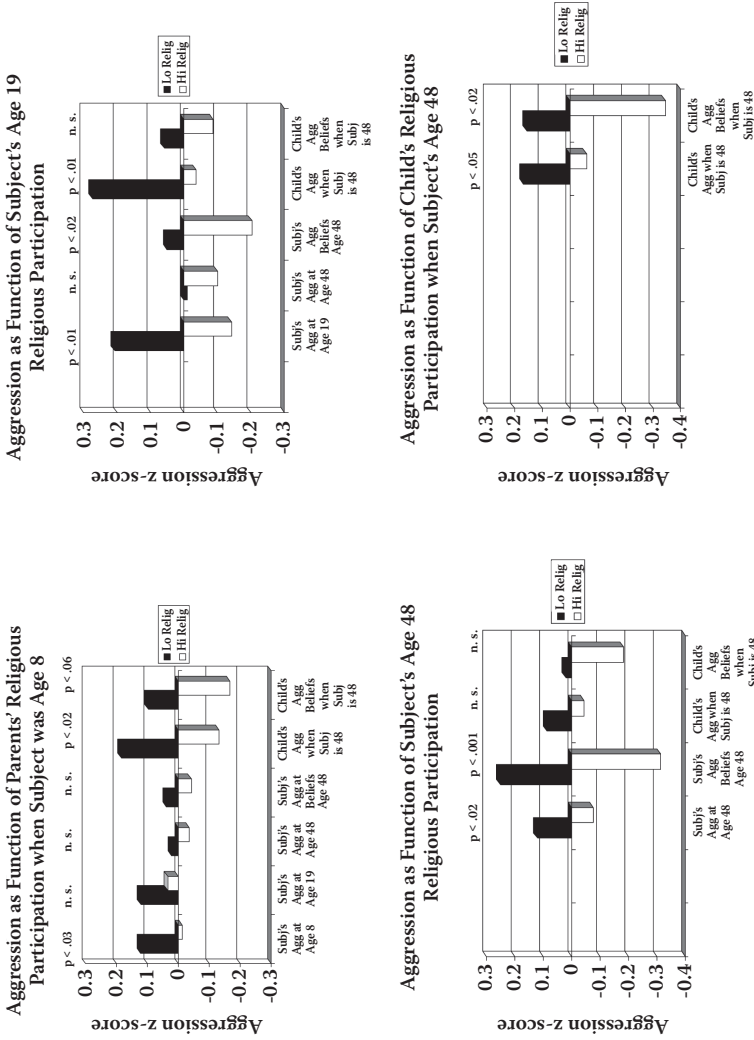 Aggression as Function of Parents' Religious
Participation when Subject was Age 8
p < .03
n. s.
n. s.
n. s.
p < .02
p < .06
0.3
0.2
0.1
0
-0.1
-0.2
-0.3
Aggression z-score
Subj's
Agg at
Age 8
Subj's
Agg at
Age 19
Subj's
Agg at
Age 48
Subj's
Agg at
Beliefs
Age 48
Child's
Agg
when
Subj
is 48
Child's
Agg
Beliefs
when
Subj
is 48
Lo Relig
Hi Relig
Aggression as Function of Subject's Age 19
Religious Participation
p < .01
n. s.
p < .02
p < .01
n. s.
0.3
0.2
0.1
0
-0.1
-0.2
-0.3
Aggression z-score
Subj's
Agg at
Age 19
Subj's
Agg at
Age 48
Subj's
Agg
Beliefs
Age 48
Child's
Agg
when
Subj
is 48
Child's
Agg
Beliefs
when
Subj
is 48
Lo Relig
Hi Relig
Aggression as Function of Subject's Age 48
Religious Participation
p < .02
p < .001
n. s.
n. s.
0.3
0.2
0.1
0
-0.1
-0.2
-0.3
-0.4
Aggression z-score
Subj's
Agg at
Age 48
Subj's
Agg
Beliefs
Age 48
Child's
Agg when
Subj is 48
Child's
Agg
Beliefs
when
Subj is 48
Lo Relig
Hi Relig
Aggression as Function of Child's Religious
Participation when Subject's Age 48
p < .05
p < .02
0.3
0.2
0.1
0
-0.1
-0.2
-0.3
-0.4
Aggression z-score
Child's
Agg when
Subj is 48
Child's
Agg
Beliefs
when
Subj is 48
Lo Relig
Hi Relig